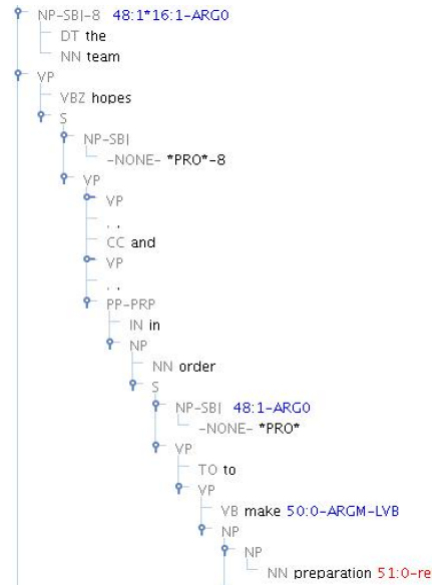 NP-SBJ-8 48:1*16:1-ARG0
DT the
NN team
VP
VBZ hopes
S
NP-SBJ
-NONE- *PRO*-8
VP
VP
, ,
CC and
VP
, ,
PP-PRP
IN in
NP
NN order
S
NP-SBJ 48:1-ARG0
-NONE- *PRO*
VP
TO to
VP
VB make 50:0-ARGM-LVB
NP
NP
NN preparation 51:0-re